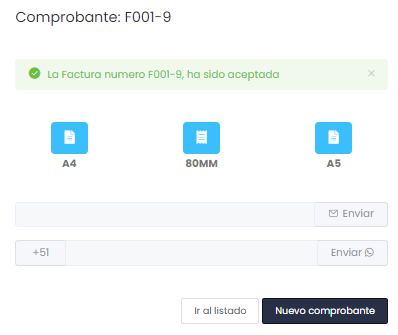 Comprobante: F001-9
La Factura numero F001-9, ha sido aceptada
A4
80MM
A5
Enviar
+51
Enviar
Ir al listado
Nuevo comprobante